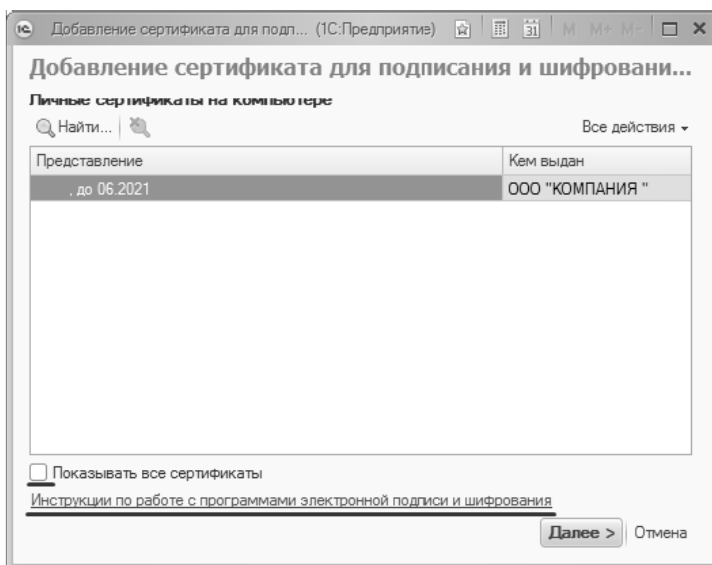 1С Добавление сертификата для подп... (1С:Предприятие) 31 M M+ M-
Добавление сертификата для подписания и шифровани...
Личные сертификаты на компьютере
Найти... Все действия
Представление Кем выдан
, до 06.2021 ООО "КОМПАНИЯ "
Показывать все сертификаты
Инструкции по работе с программами электронной подписи и шифрования
Далее > Отмена